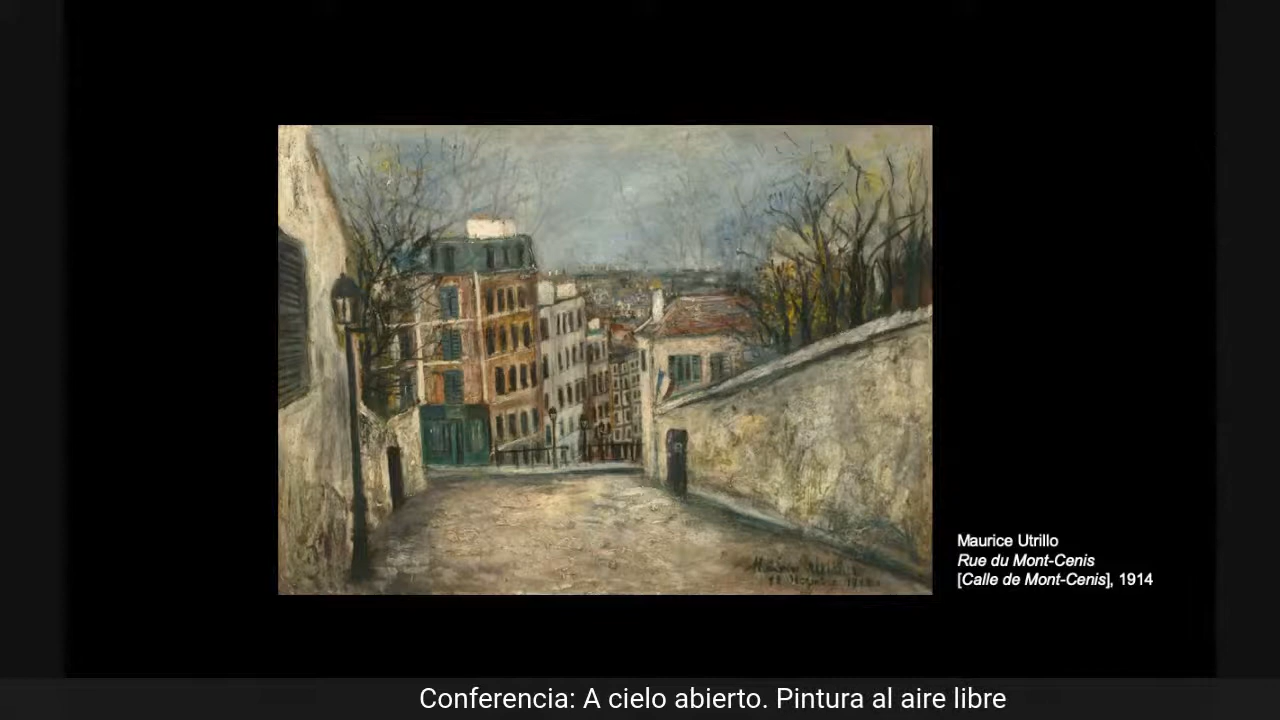 Maurice Utrillo
Rue du Mont-Cenis
[Calle de Mont-Cenis], 1914
Conferencia: A cielo abierto. Pintura al aire libre